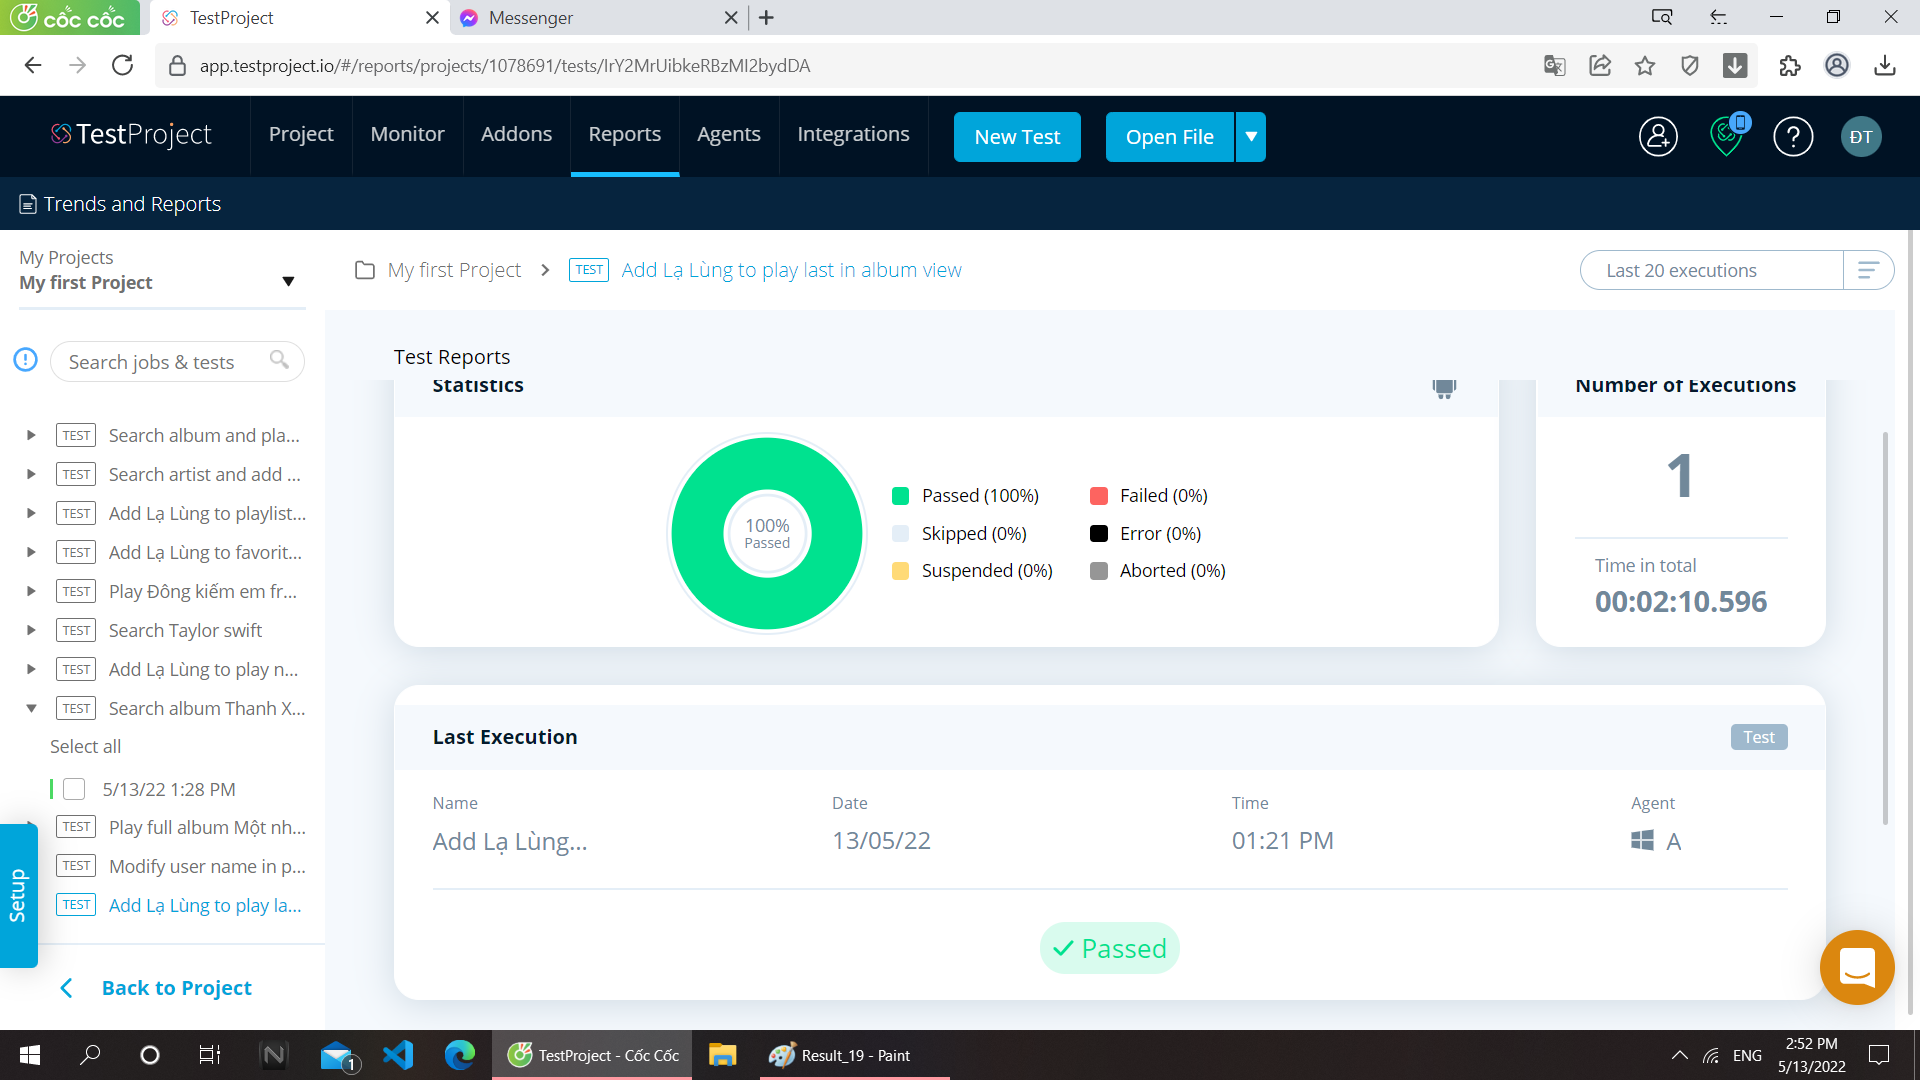 cốc cốc
TestProject
Messenger
app.testproject.io/#/reports/projects/1078691/tests/IrY2MrUibkeRBzMI2bydDA
TestProject
Project
Monitor
Addons
Reports
Agents
Integrations
New Test
Open File
ĐT
Trends and Reports
My Projects
My first Project
My first Project
TEST
Add Lạ Lùng to play last in album view
Last 20 executions
Search jobs & tests
Test Reports
Statistics
Number of Executions
TEST Search album and pla...
TEST Search artist and add ...
TEST Add Lạ Lùng to playlist...
TEST Add Lạ Lùng to favorit...
TEST Play Đông kiếm em fr...
TEST Search Taylor swift
TEST Add Lạ Lùng to play n...
TEST Search album Thanh X...
Select all
5/13/22 1:28 PM
TEST Play full album Một nh...
TEST Modify user name in p...
TEST Add Lạ Lùng to play la...
Setup
Back to Project
100%
Passed
Passed (100%)
Failed (0%)
Skipped (0%)
Error (0%)
Suspended (0%)
Aborted (0%)
1
Time in total
00:02:10.596
Last Execution
Test
Name
Date
Time
Agent
Add Lạ Lùng...
13/05/22
01:21 PM
A
Passed
N
1
TestProject - Cốc Cốc
Result_19 - Paint
ENG
2:52 PM
5/13/2022